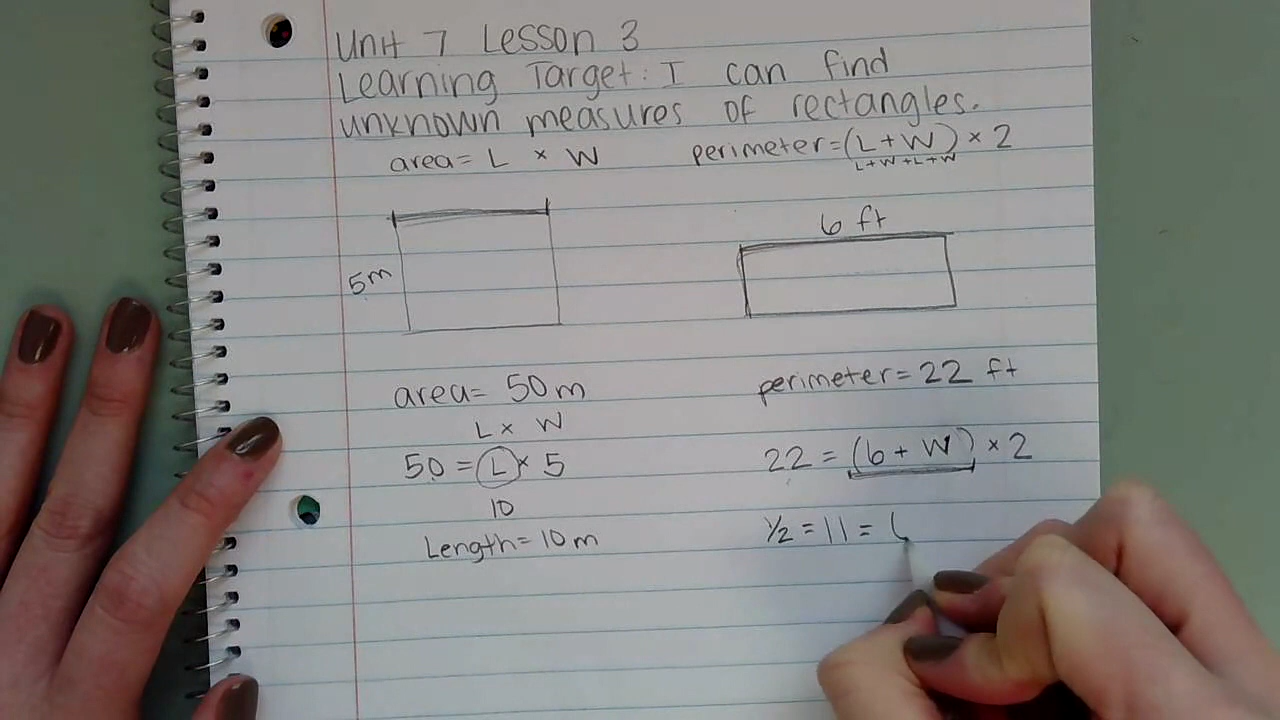 Unit 7 Lesson 3
Learning Target: I can find
unknown measures of rectangles.
area = L × W
perimeter = (L + W) × 2
L+W+L+W
5m
6 ft
area = 50 m
L × W
50 = L × 5
10
Length = 10 m
perimeter = 22 ft
22 = (6 + W) × 2
1/2 = 11 = (